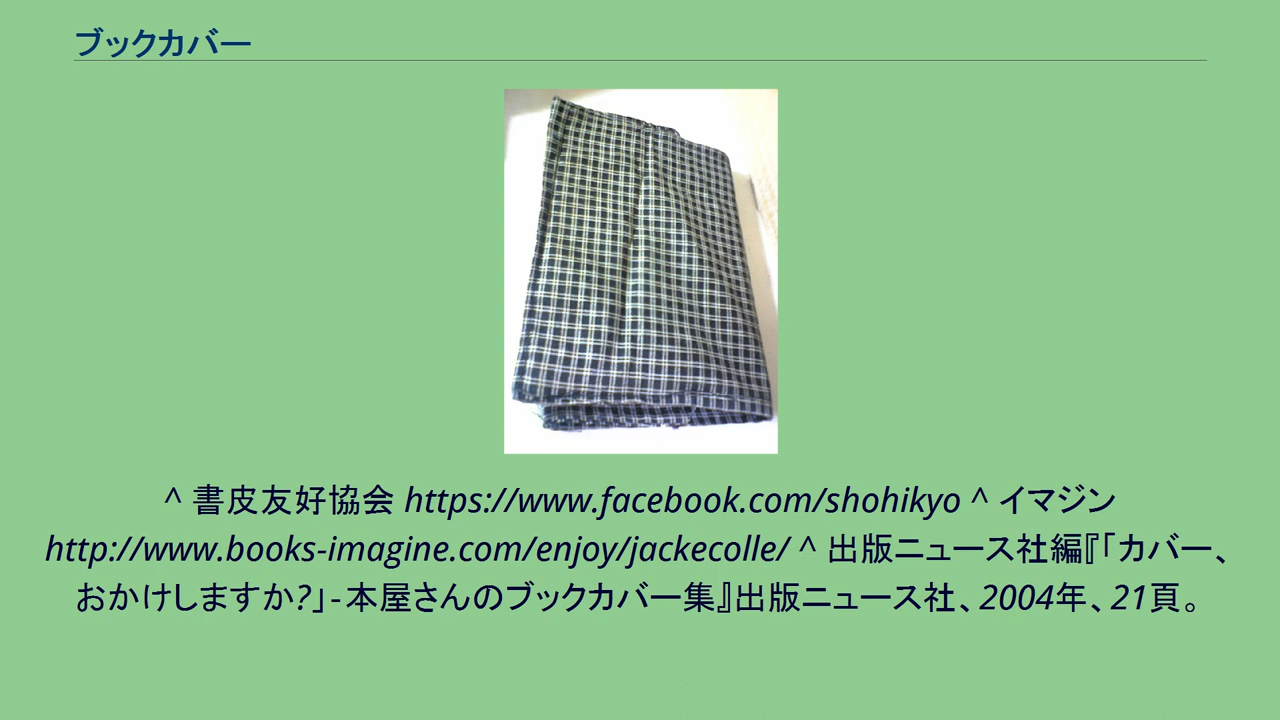 ブックカバー
^ 書皮友好協会 https://www.facebook.com/shohikyo ^ イマジン
http://www.books-imagine.com/enjoy/jackecolle/ ^ 出版ニュース社編『「カバー、
おかけしますか?」-本屋さんのブックカバー集』出版ニュース社、2004年、21頁。